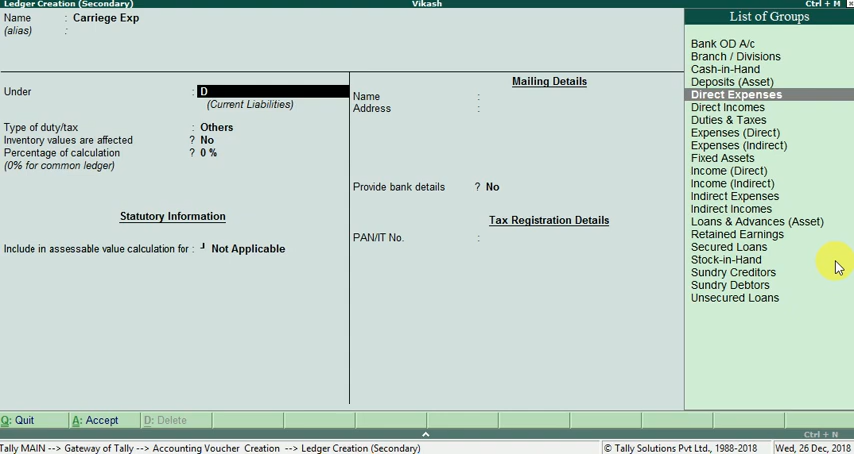 Ledger Creation (Secondary) Vikash Ctrl + M
Name : Carriege Exp
(alias) :
Under : D
(Current Liabilities)
Type of duty/tax : Others
Inventory values are affected ? No
Percentage of calculation ? 0 %
(0% for common ledger)
Statutory Information
Include in assessable value calculation for : ┘ Not Applicable
Mailing Details
Name :
Address :
Provide bank details ? No
Tax Registration Details
PAN/IT No. :
List of Groups
Bank OD A/c
Branch / Divisions
Cash-in-Hand
Deposits (Asset)
Direct Expenses
Direct Incomes
Duties & Taxes
Expenses (Direct)
Expenses (Indirect)
Fixed Assets
Income (Direct)
Income (Indirect)
Indirect Expenses
Indirect Incomes
Loans & Advances (Asset)
Retained Earnings
Secured Loans
Stock-in-Hand
Sundry Creditors
Sundry Debtors
Unsecured Loans
Q: Quit A: Accept D: Delete
Ctrl + N
Tally MAIN --> Gateway of Tally --> Accounting Voucher Creation --> Ledger Creation (Secondary) © Tally Solutions Pvt Ltd., 1988-2018 Wed, 26 Dec, 2018